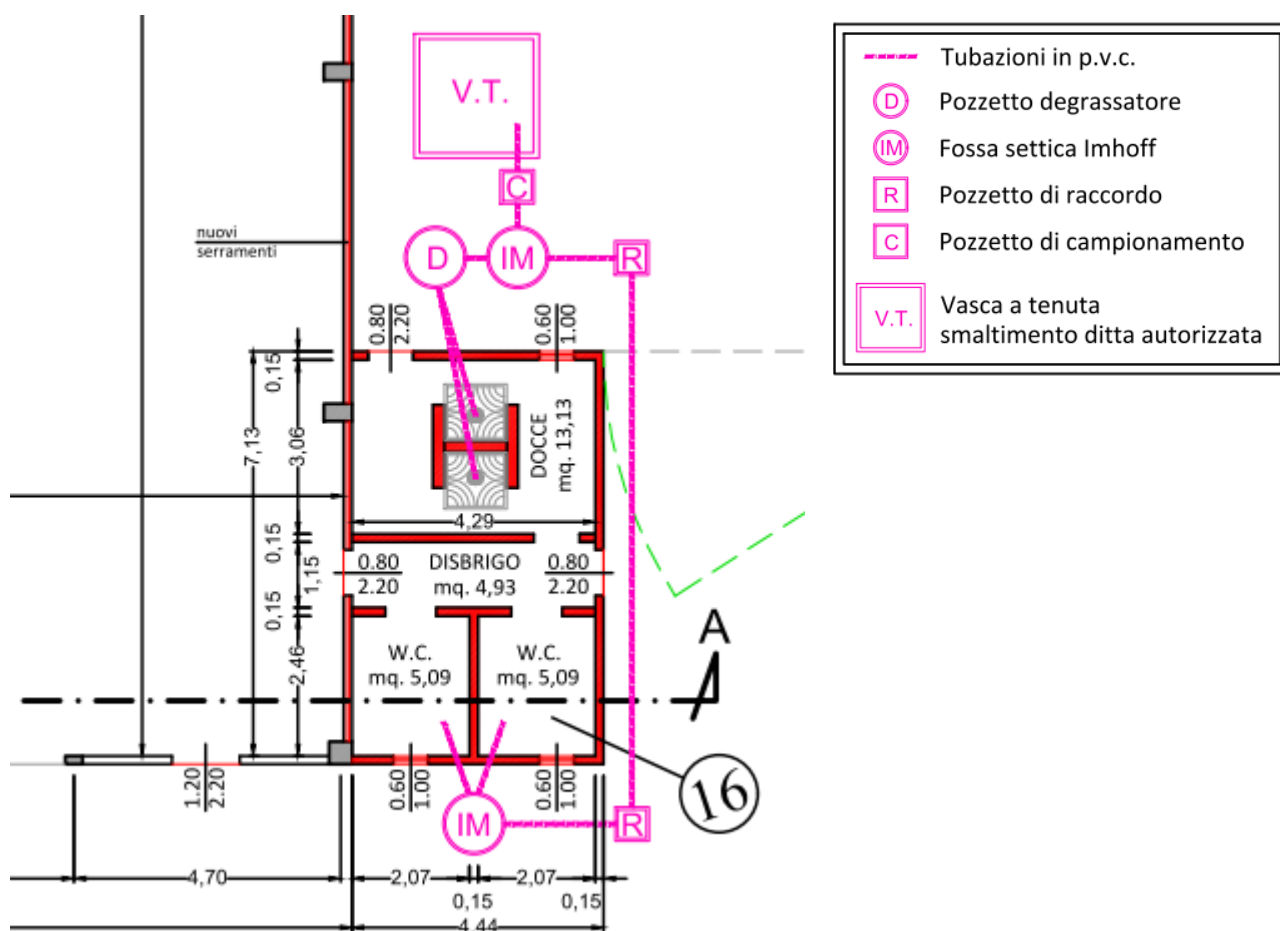 V.T.
C
D
IM
R
nuovi
serramenti
0.80
2.20
0.60
1.00
0,15
7,13
3,06
DOCCE
mq. 13,13
4,29
0,15
1,15
0,15
0.80
2.20
DISBRIGO
mq. 4,93
0.80
2.20
2,46
W.C.
mq. 5,09
W.C.
mq. 5,09
A
16
1.20
2.20
0.60
1.00
0.60
1.00
IM
R
4,70
2,07
2,07
0,15
0,15
4,44
Tubazioni in p.v.c.
D Pozzetto degrassatore
IM Fossa settica Imhoff
R Pozzetto di raccordo
C Pozzetto di campionamento
V.T. Vasca a tenuta
smaltimento ditta autorizzata